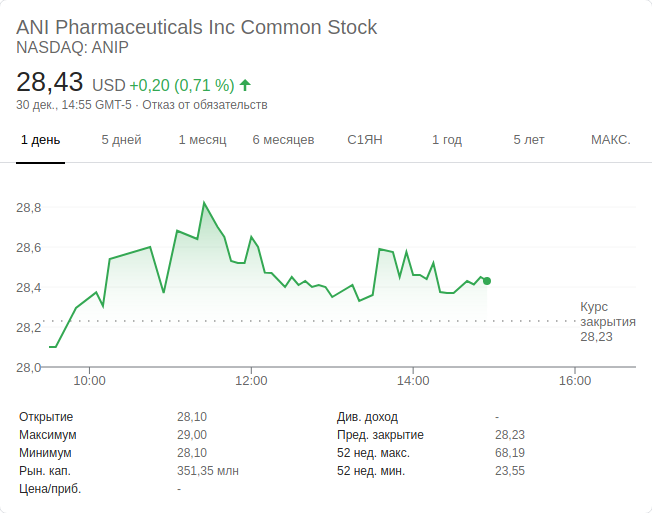 ANI Pharmaceuticals Inc Common Stock
NASDAQ: ANIP
28,43 USD +0,20 (0,71 %)
30 дек., 14:55 GMT-5 · Отказ от обязательств
1 день 5 дней 1 месяц 6 месяцев С1ЯН 1 год 5 лет МАКС.
28,8
28,6
28,4
28,2
28,0
Курс
закрытия
28,23
10:00 12:00 14:00 16:00
Открытие 28,10 Див. доход -
Максимум 29,00 Пред. закрытие 28,23
Минимум 28,10 52 нед. макс. 68,19
Рын. кап. 351,35 млн 52 нед. мин. 23,55
Цена/приб. -